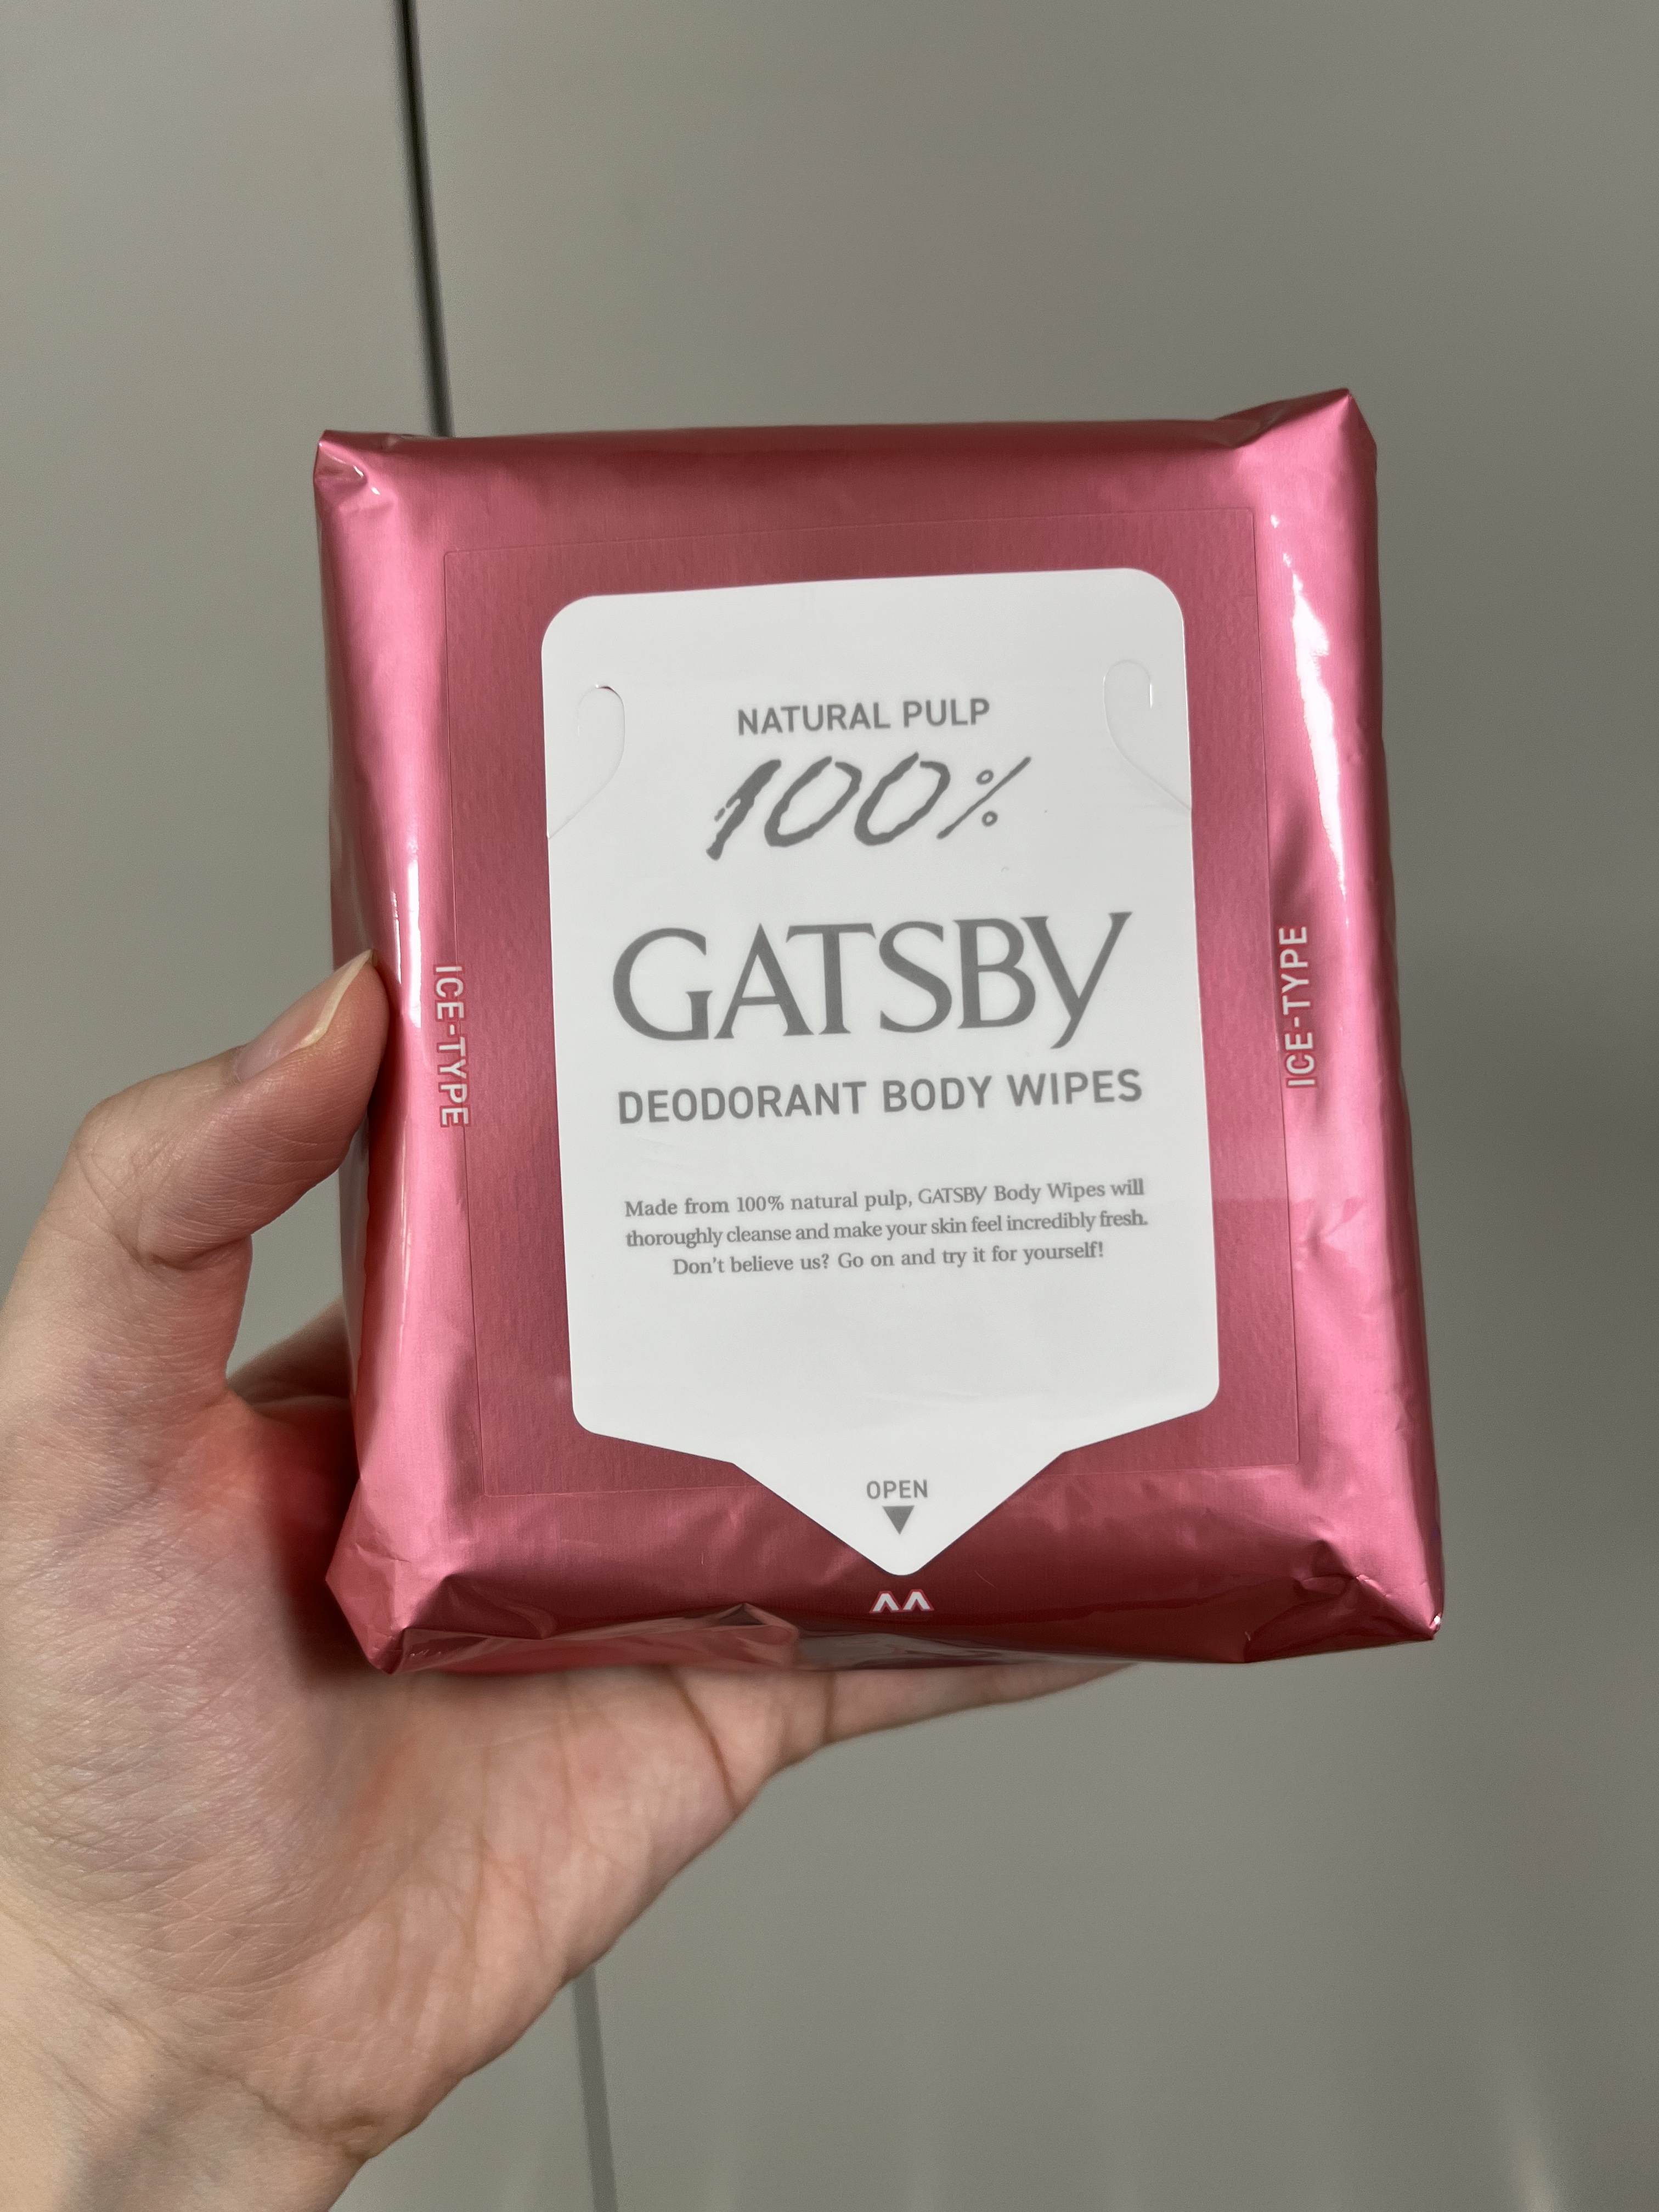 NATURAL PULP
100%
GATSBY
DEODORANT BODY WIPES
Made from 100% natural pulp, GATSBY Body Wipes will
thoroughly cleanse and make your skin feel incredibly fresh.
Don't believe us? Go on and try it for yourself!
OPEN
ICE-TYPE
ICE-TYPE